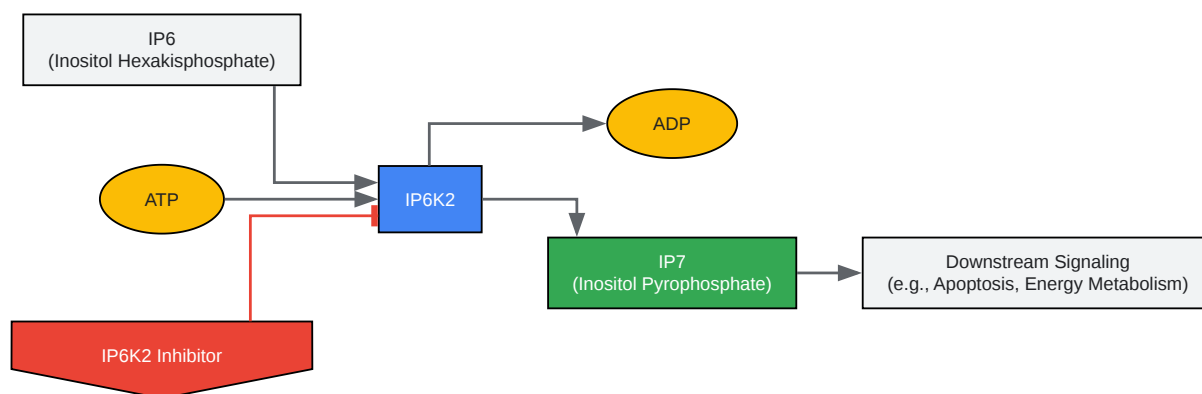 IP6
(Inositol Hexakisphosphate)
ADP
ATP
IP6K2
IP7
(Inositol Pyrophosphate)
Downstream Signaling
(e.g., Apoptosis, Energy Metabolism)
IP6K2 Inhibitor